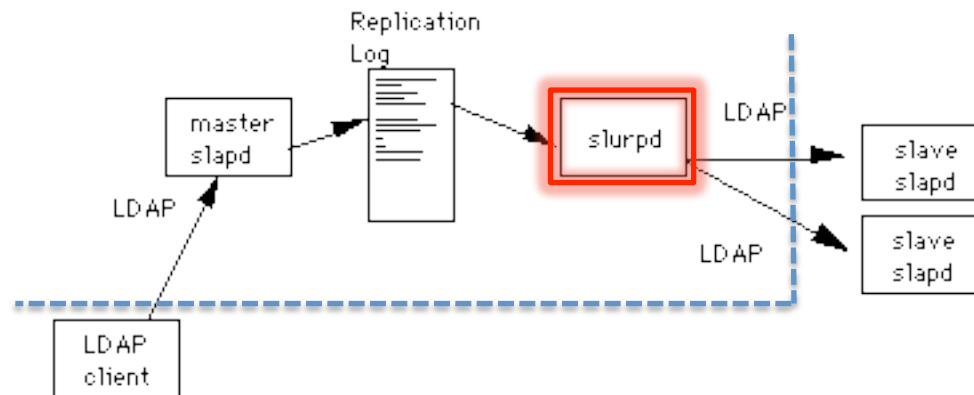 Replication
Log
master
slapd
slurpd
LDAP
slave
slapd
LDAP
LDAP
slave
slapd
LDAP
client